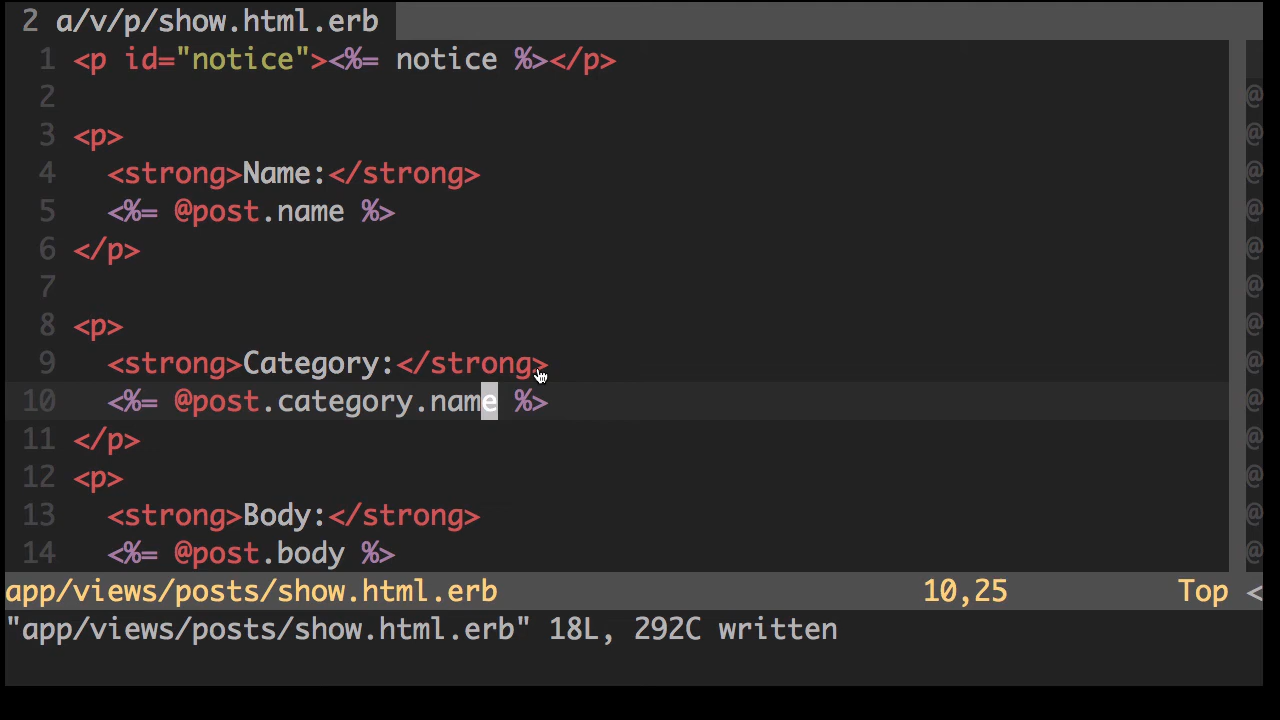 2 a/v/p/show.html.erb
1 <p id="notice"><%= notice %></p>
2
3 <p>
4   <strong>Name:</strong>
5   <%= @post.name %>
6 </p>
7
8 <p>
9   <strong>Category:</strong>
10   <%= @post.category.name %>
11 </p>
12 <p>
13   <strong>Body:</strong>
14   <%= @post.body %>
app/views/posts/show.html.erb 10,25 Top <
"app/views/posts/show.html.erb" 18L, 292C written
@
@
@
@
@
@
@
@
@
@
@
@
@